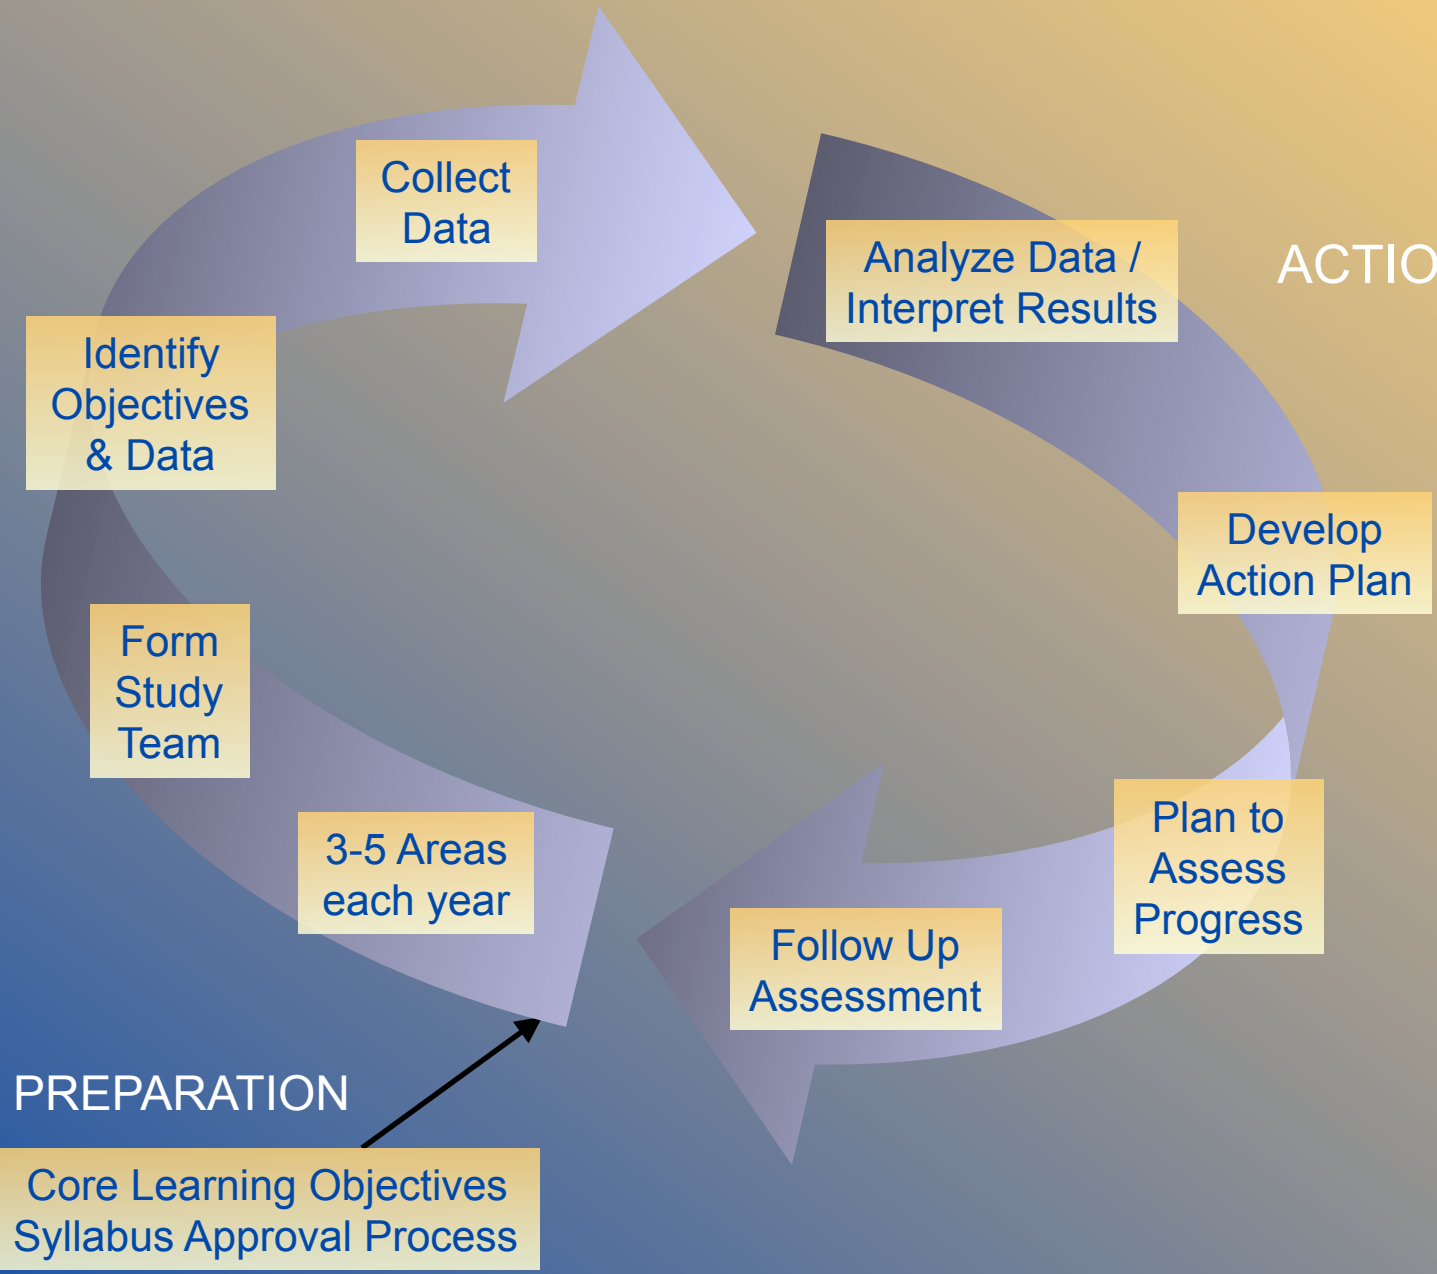 Collect
Data
Analyze Data /
Interpret Results
ACTIO
Identify
Objectives
& Data
Develop
Action Plan
Form
Study
Team
3-5 Areas
each year
Plan to
Assess
Progress
Follow Up
Assessment
PREPARATION
Core Learning Objectives
Syllabus Approval Process